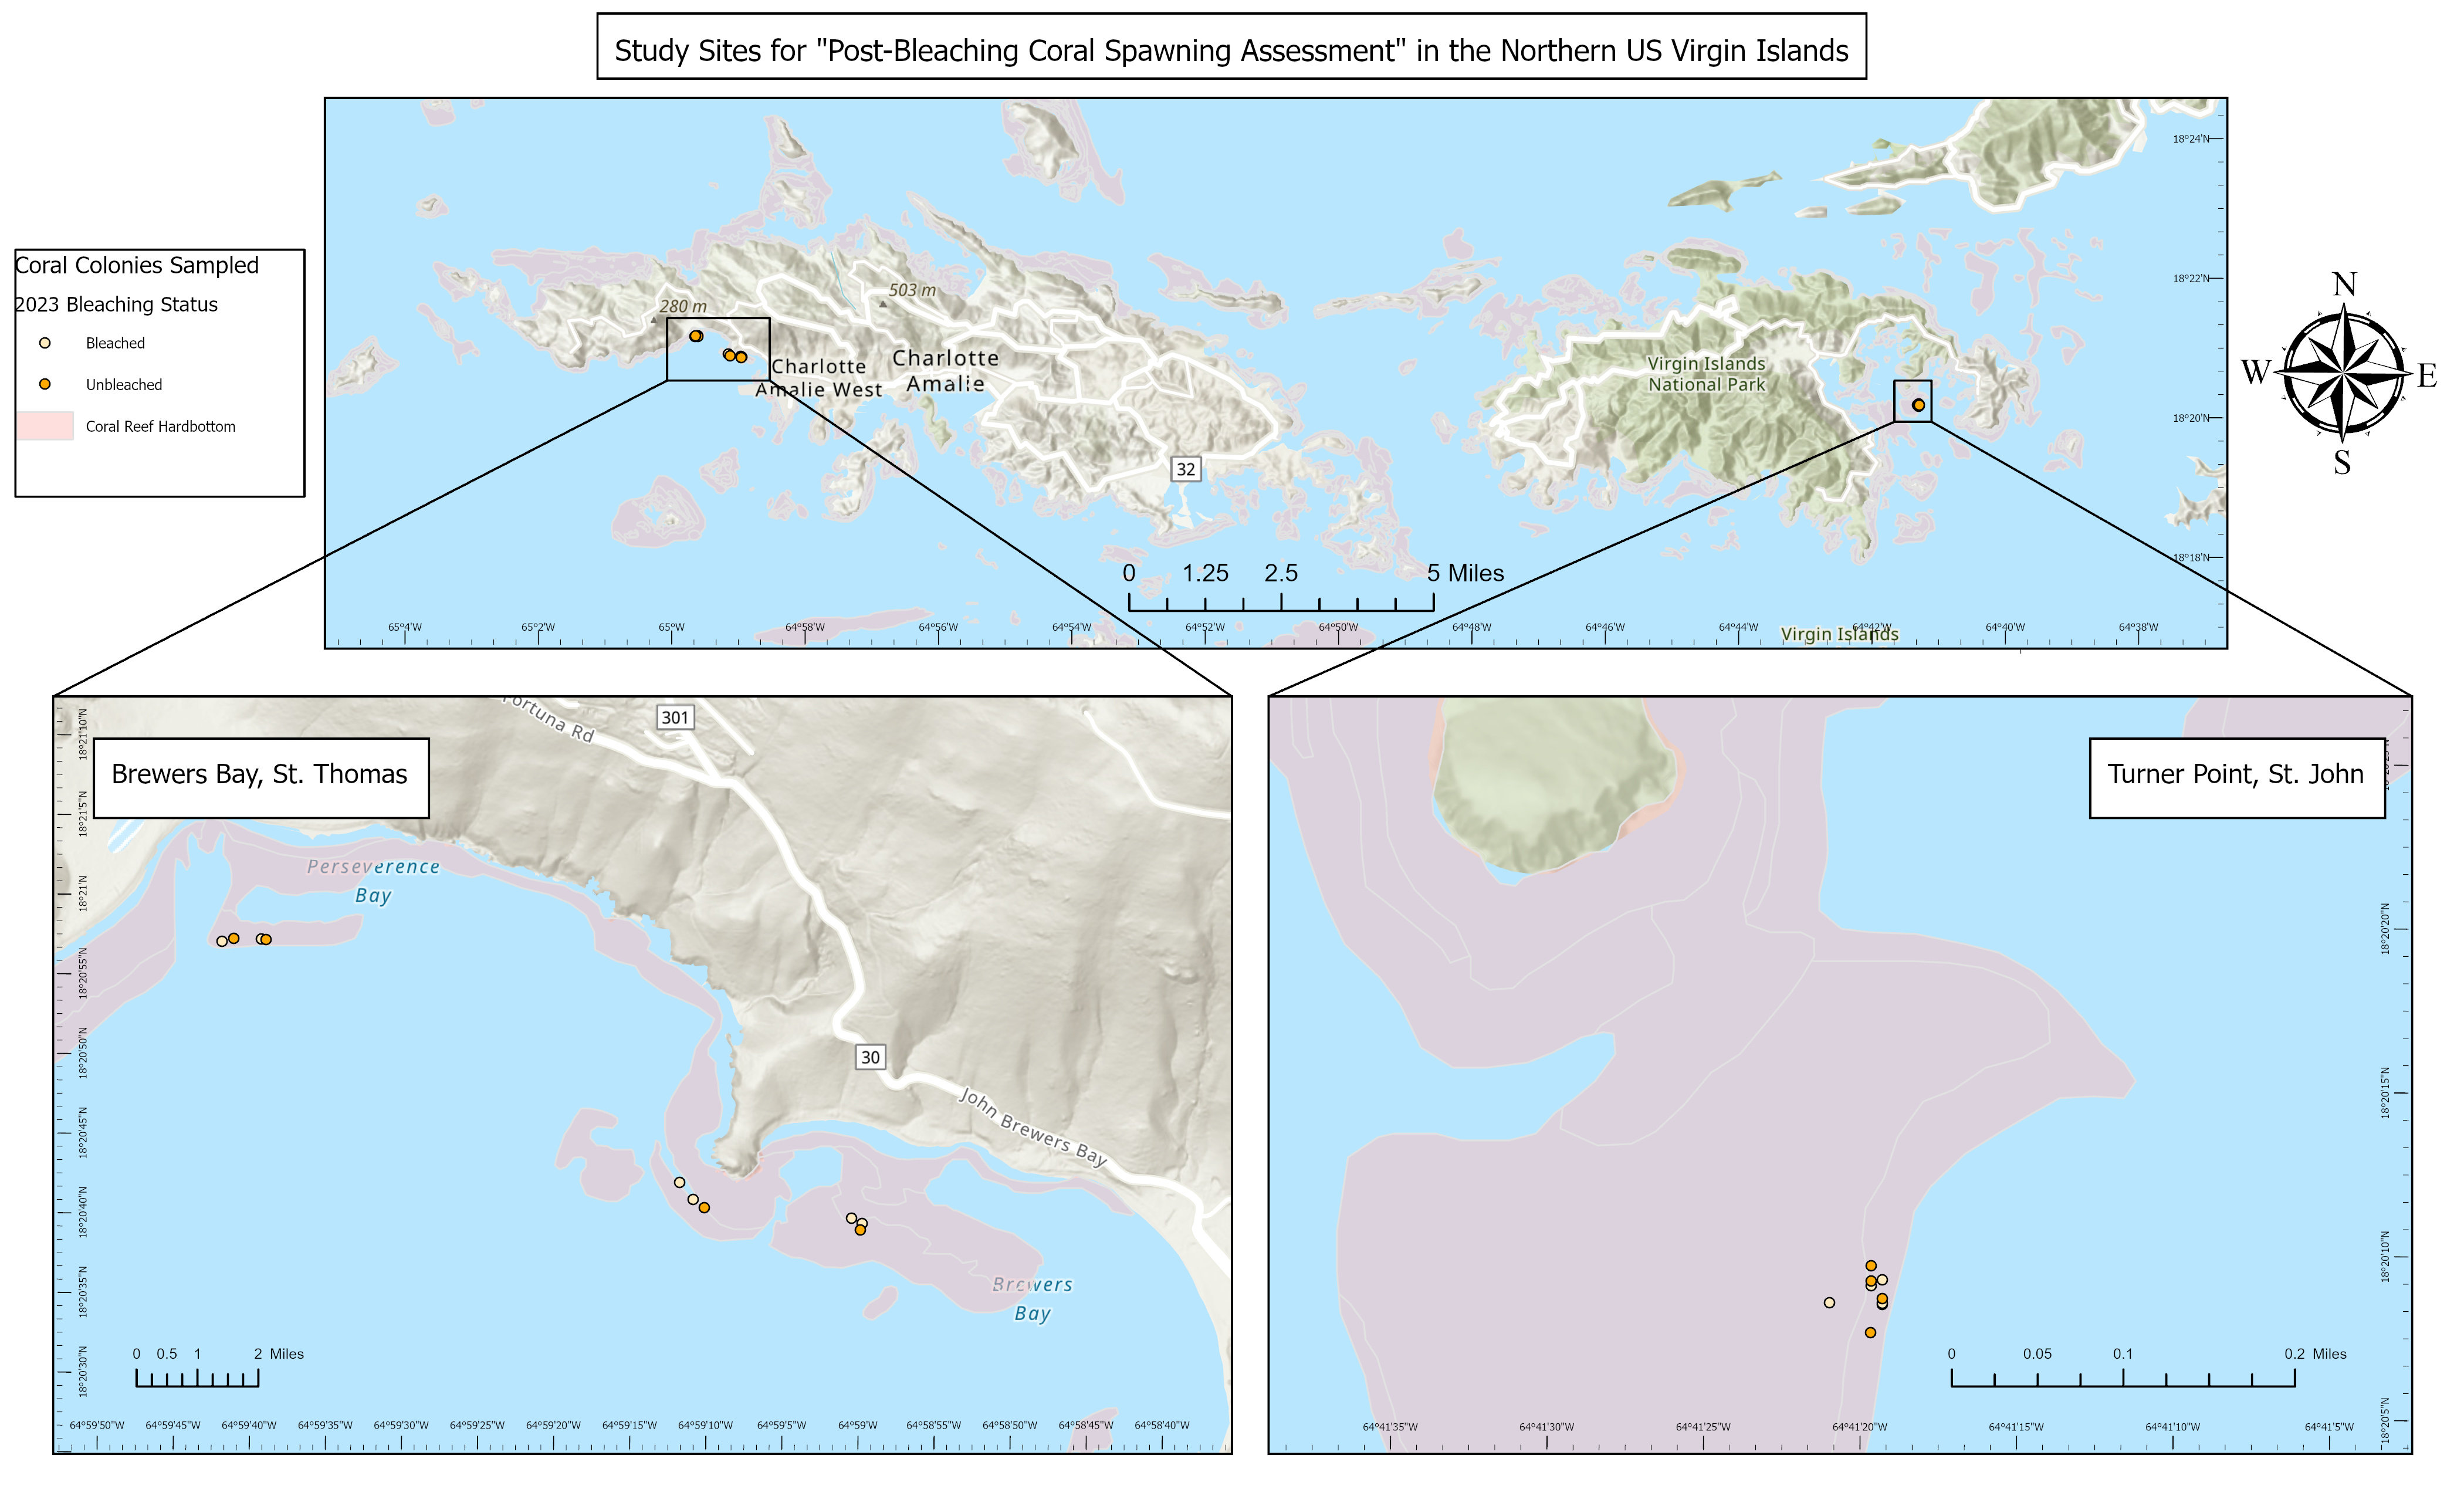 Study Sites for "Post-Bleaching Coral Spawning Assessment" in the Northern US Virgin Islands
Coral Colonies Sampled
2023 Bleaching Status
Bleached
Unbleached
Coral Reef Hardbottom
280 m
503 m
Charlotte
Amalie West
Charlotte
Amalie
32
Virgin Islands
National Park
Virgin Islands
18°24'N
18°22'N
18°20'N
18°18'N
0 1.25 2.5 5 Miles
65°4'W 65°2'W 65°W 64°58'W 64°56'W 64°54'W 64°52'W 64°50'W 64°48'W 64°46'W 64°44'W 64°42'W 64°40'W 64°38'W
N
W E
S
Brewers Bay, St. Thomas
Fortuna Rd
301
Perseverence
Bay
30
John Brewers Bay
Brewers
Bay
18°21'10"N
18°21'5"N
18°21'N
18°20'55"N
18°20'50"N
18°20'45"N
18°20'40"N
18°20'35"N
18°20'30"N
0 0.5 1 2 Miles
64°59'50"W 64°59'45"W 64°59'40"W 64°59'35"W 64°59'30"W 64°59'25"W 64°59'20"W 64°59'15"W 64°59'10"W 64°59'5"W 64°59'W 64°58'55"W 64°58'50"W 64°58'45"W 64°58'40"W
Turner Point, St. John
18°20'20"N
18°20'15"N
18°20'10"N
18°20'5"N
0 0.05 0.1 0.2 Miles
64°41'35"W 64°41'30"W 64°41'25"W 64°41'20"W 64°41'15"W 64°41'10"W 64°41'5"W